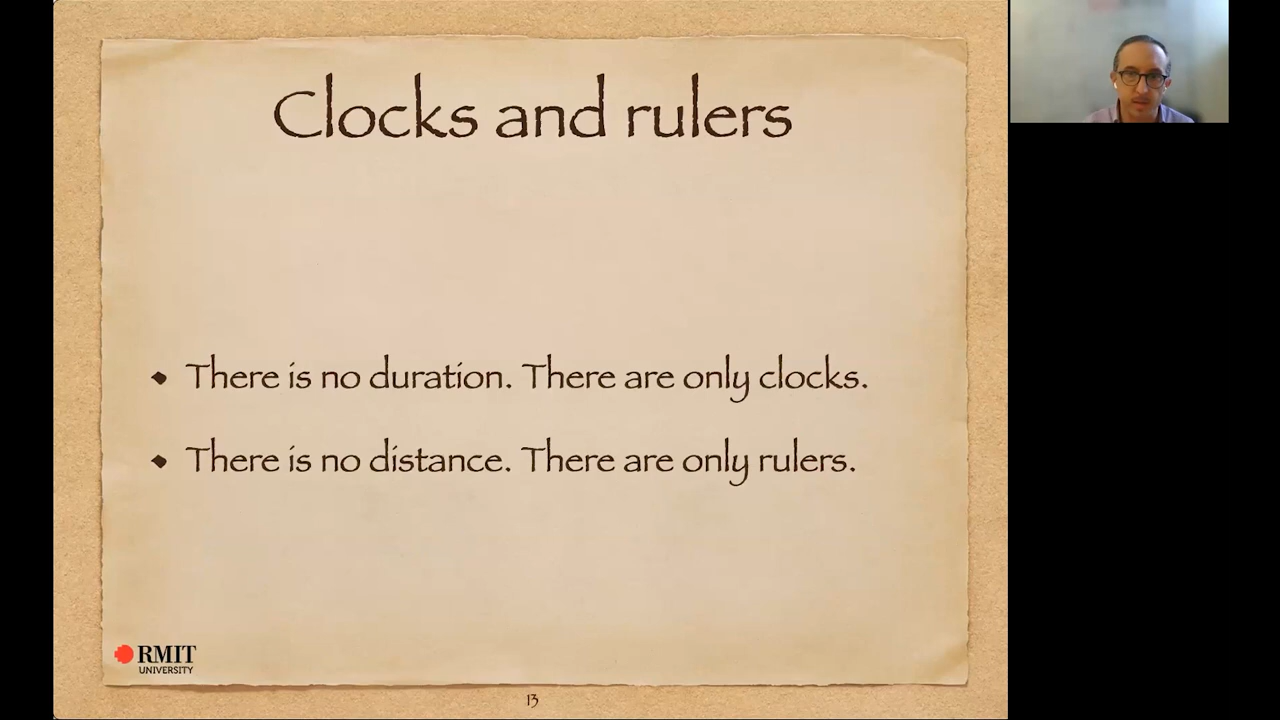 Clocks and rulers
There is no duration. There are only clocks.
There is no distance. There are only rulers.
RMIT
UNIVERSITY
13